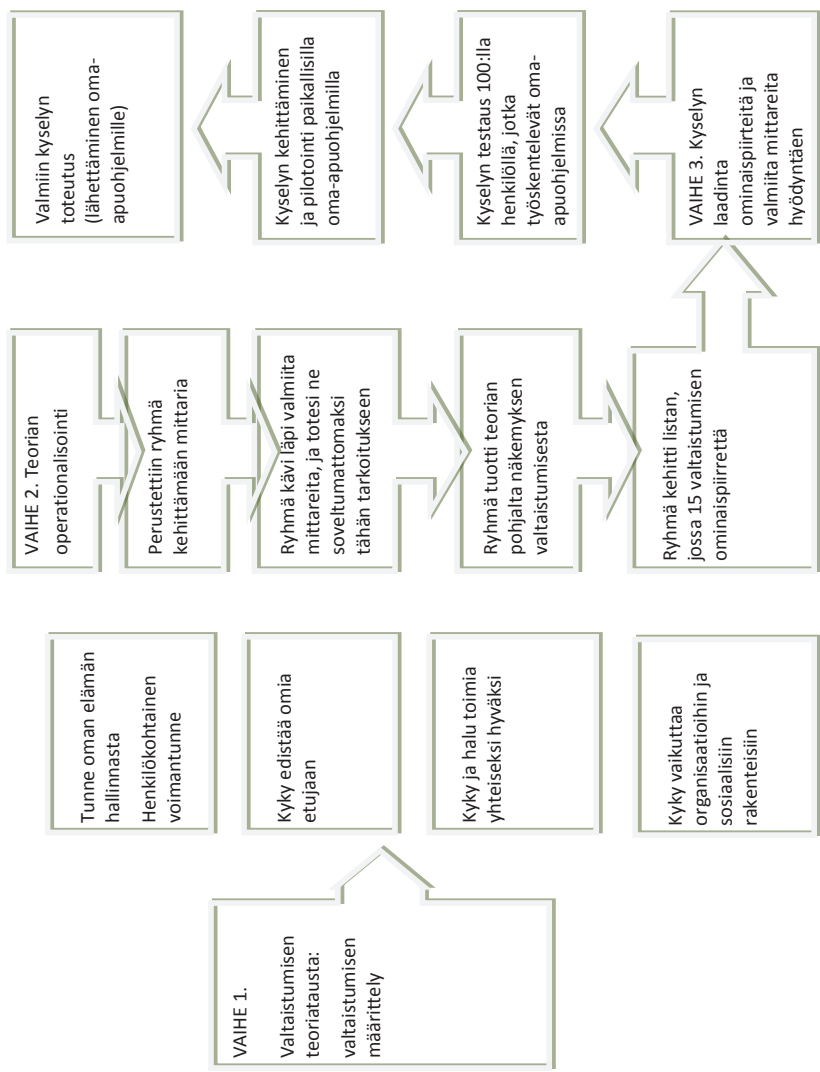 VAIHE 1.
Valtaistumisen
teoriatausta:
valtaistumisen
määrittely
Tunne oman elämän
hallinnasta
Henkilökohtainen
voimantunne
Kyky edistää omia
etujaan
Kyky ja halu toimia
yhteiseksi hyväksi
Kyky vaikuttaa
organisaatioihin ja
sosiaalisiin
rakenteisiin
VAIHE 2. Teorian
operationalisointi
Perustettiin ryhmä
kehittämään mittaria
Ryhmä kävi läpi valmiita
mittareita, ja totesi ne
soveltumattomaksi
tähän tarkoitukseen
Ryhmä tuotti teorian
pohjalta näkemyksen
valtaistumisesta
Ryhmä kehitti listan,
jossa 15 valtaistumisen
ominaispiirrettä
VAIHE 3. Kyselyn
laadinta
ominaispiirteitä ja
valmiita mittareita
hyödyntäen
Kyselyn testaus 100:lla
henkilöllä, jotka
työskentelevät oma-
apuohjelmissa
Kyselyn kehittäminen
ja pilotointi paikallisilla
oma-apuohjelmilla
Valmiin kyselyn
toteutus
(lähettäminen oma-
apuohjelmille)